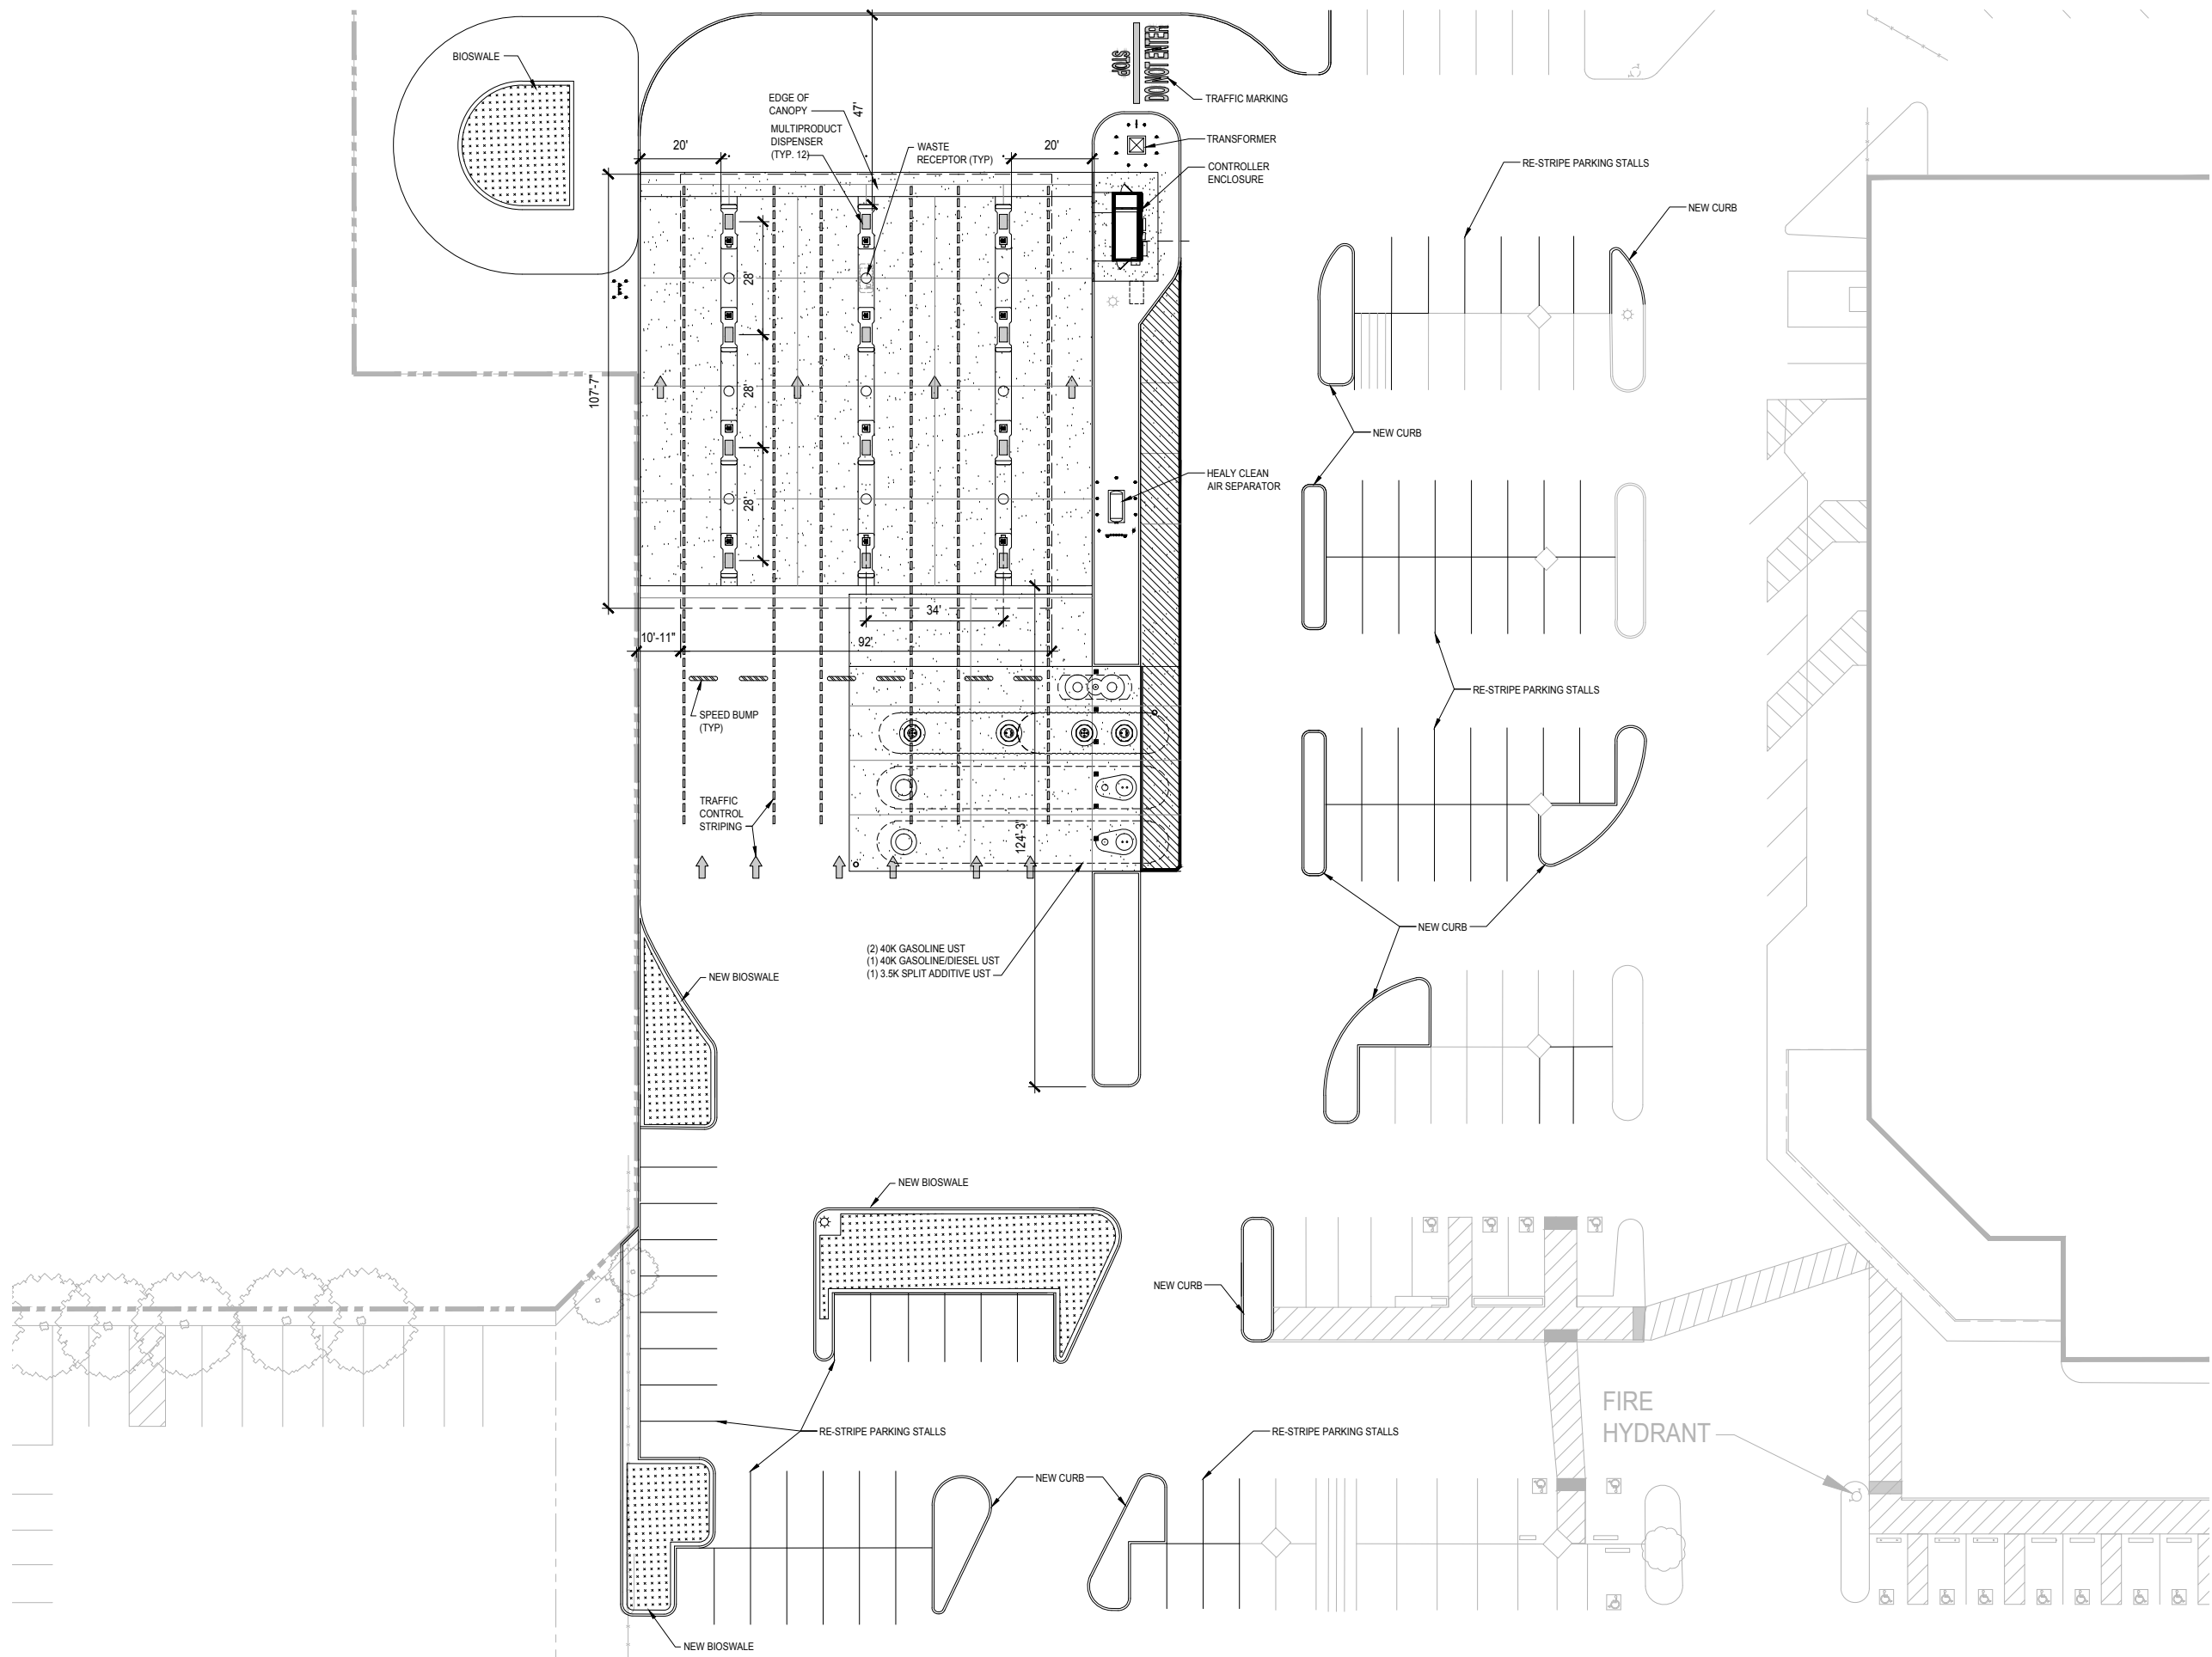 BIOSWALE
STOP
DO NOT ENTER
TRAFFIC MARKING
EDGE OF
CANOPY
47'
MULTIPRODUCT
DISPENSER
(TYP. 12)
20'
WASTE
RECEPTOR (TYP)
20'
TRANSFORMER
CONTROLLER
ENCLOSURE
RE-STRIPE PARKING STALLS
NEW CURB
28'
107'-7"
28'
NEW CURB
HEALY CLEAN
AIR SEPARATOR
28'
34'
10'-11"
92'
RE-STRIPE PARKING STALLS
SPEED BUMP
(TYP)
TRAFFIC
CONTROL
STRIPING
124'-3"
NEW CURB
(2) 40K GASOLINE UST
(1) 40K GASOLINE/DIESEL UST
(1) 3.5K SPLIT ADDITIVE UST
NEW BIOSWALE
NEW BIOSWALE
NEW CURB
FIRE
HYDRANT
RE-STRIPE PARKING STALLS
RE-STRIPE PARKING STALLS
NEW CURB
NEW BIOSWALE